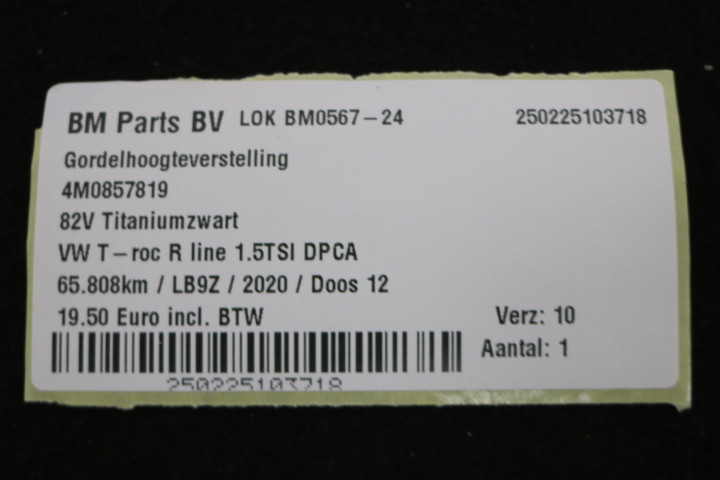 BM Parts BV LOK BM0567-24 250225103718
Gordelhoogteverstelling
4M0857819
82V Titaniumzwart
VW T-roc R line 1.5TSI DPCA
65.808km / LB9Z / 2020 / Doos 12
19.50 Euro incl. BTW Verz: 10
Aantal: 1
250225103718